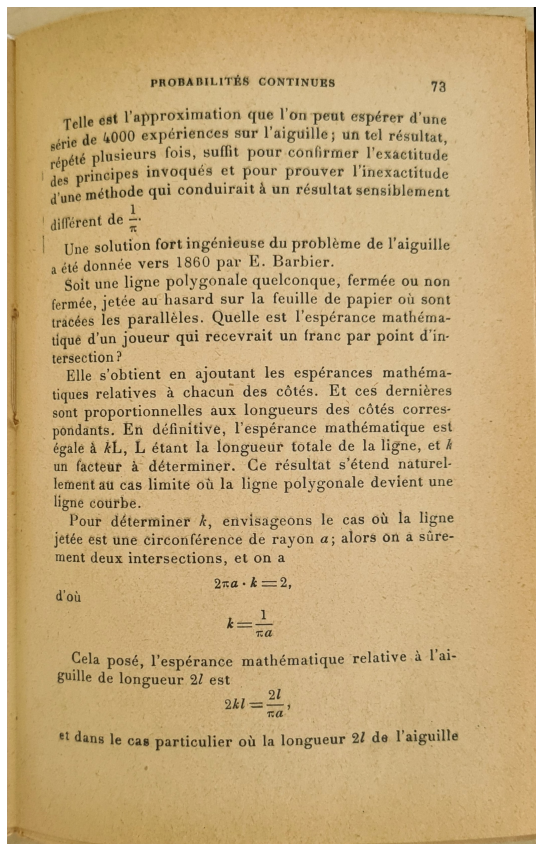 PROBABILITÉS CONTINUES 73
Telle est l'approximation que l'on peut espérer d'une
série de 4000 expériences sur l'aiguille; un tel résultat,
répété plusieurs fois, suffit pour confirmer l'exactitude
des principes invoqués et pour prouver l'inexactitude
d'une méthode qui conduirait à un résultat sensiblement
différent de 1/π.
Une solution fort ingénieuse du problème de l'aiguille
a été donnée vers 1860 par E. Barbier.
Soit une ligne polygonale quelconque, fermée ou non
fermée, jetée au hasard sur la feuille de papier où sont
tracées les parallèles. Quelle est l'espérance mathéma-
tique d'un joueur qui recevrait un franc par point d'in-
tersection?
Elle s'obtient en ajoutant les espérances mathéma-
tiques relatives à chacun des côtés. Et ces dernières
sont proportionnelles aux longueurs des côtés corres-
pondants. En définitive, l'espérance mathématique est
égale à kL, L étant la longueur totale de la ligne, et k
un facteur à déterminer. Ce résultat s'étend naturel-
lement au cas limite où la ligne polygonale devient une
ligne courbe.
Pour déterminer k, envisageons le cas où la ligne
jetée est une circonférence de rayon a; alors on a sûre-
ment deux intersections, et on a
2πa · k = 2,
d'où
k = 1/πa
Cela posé, l'espérance mathématique relative à l'ai-
guille de longueur 2l est
2kl = 2l/πa,
et dans le cas particulier où la longueur 2l de l'aiguille